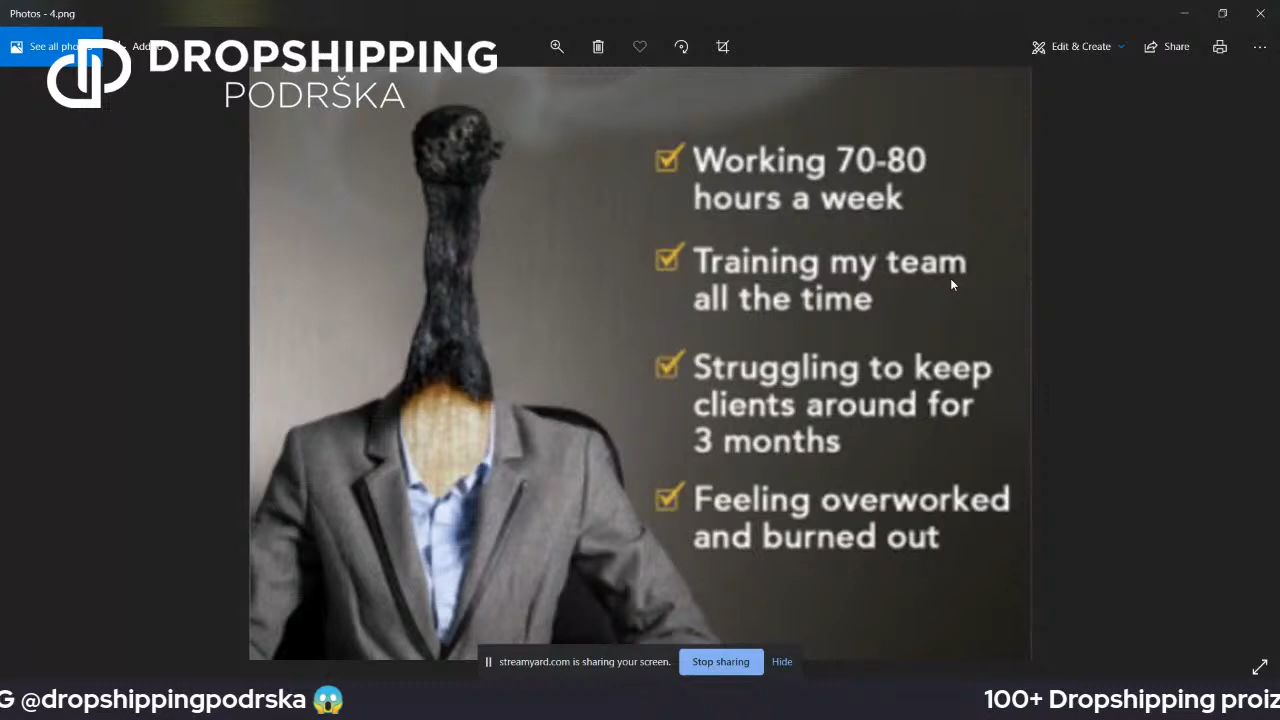 Photos - 4.png
See all
Add to
Edit & Create
Share
DROPSHIPPING
PODRŠKA
Working 70-80
hours a week
Training my team
all the time
Struggling to keep
clients around for
3 months
Feeling overworked
and burned out
streamyard.com is sharing your screen.
Stop sharing
Hide
G @dropshippingpodrska 😱
100+ Dropshipping proiz